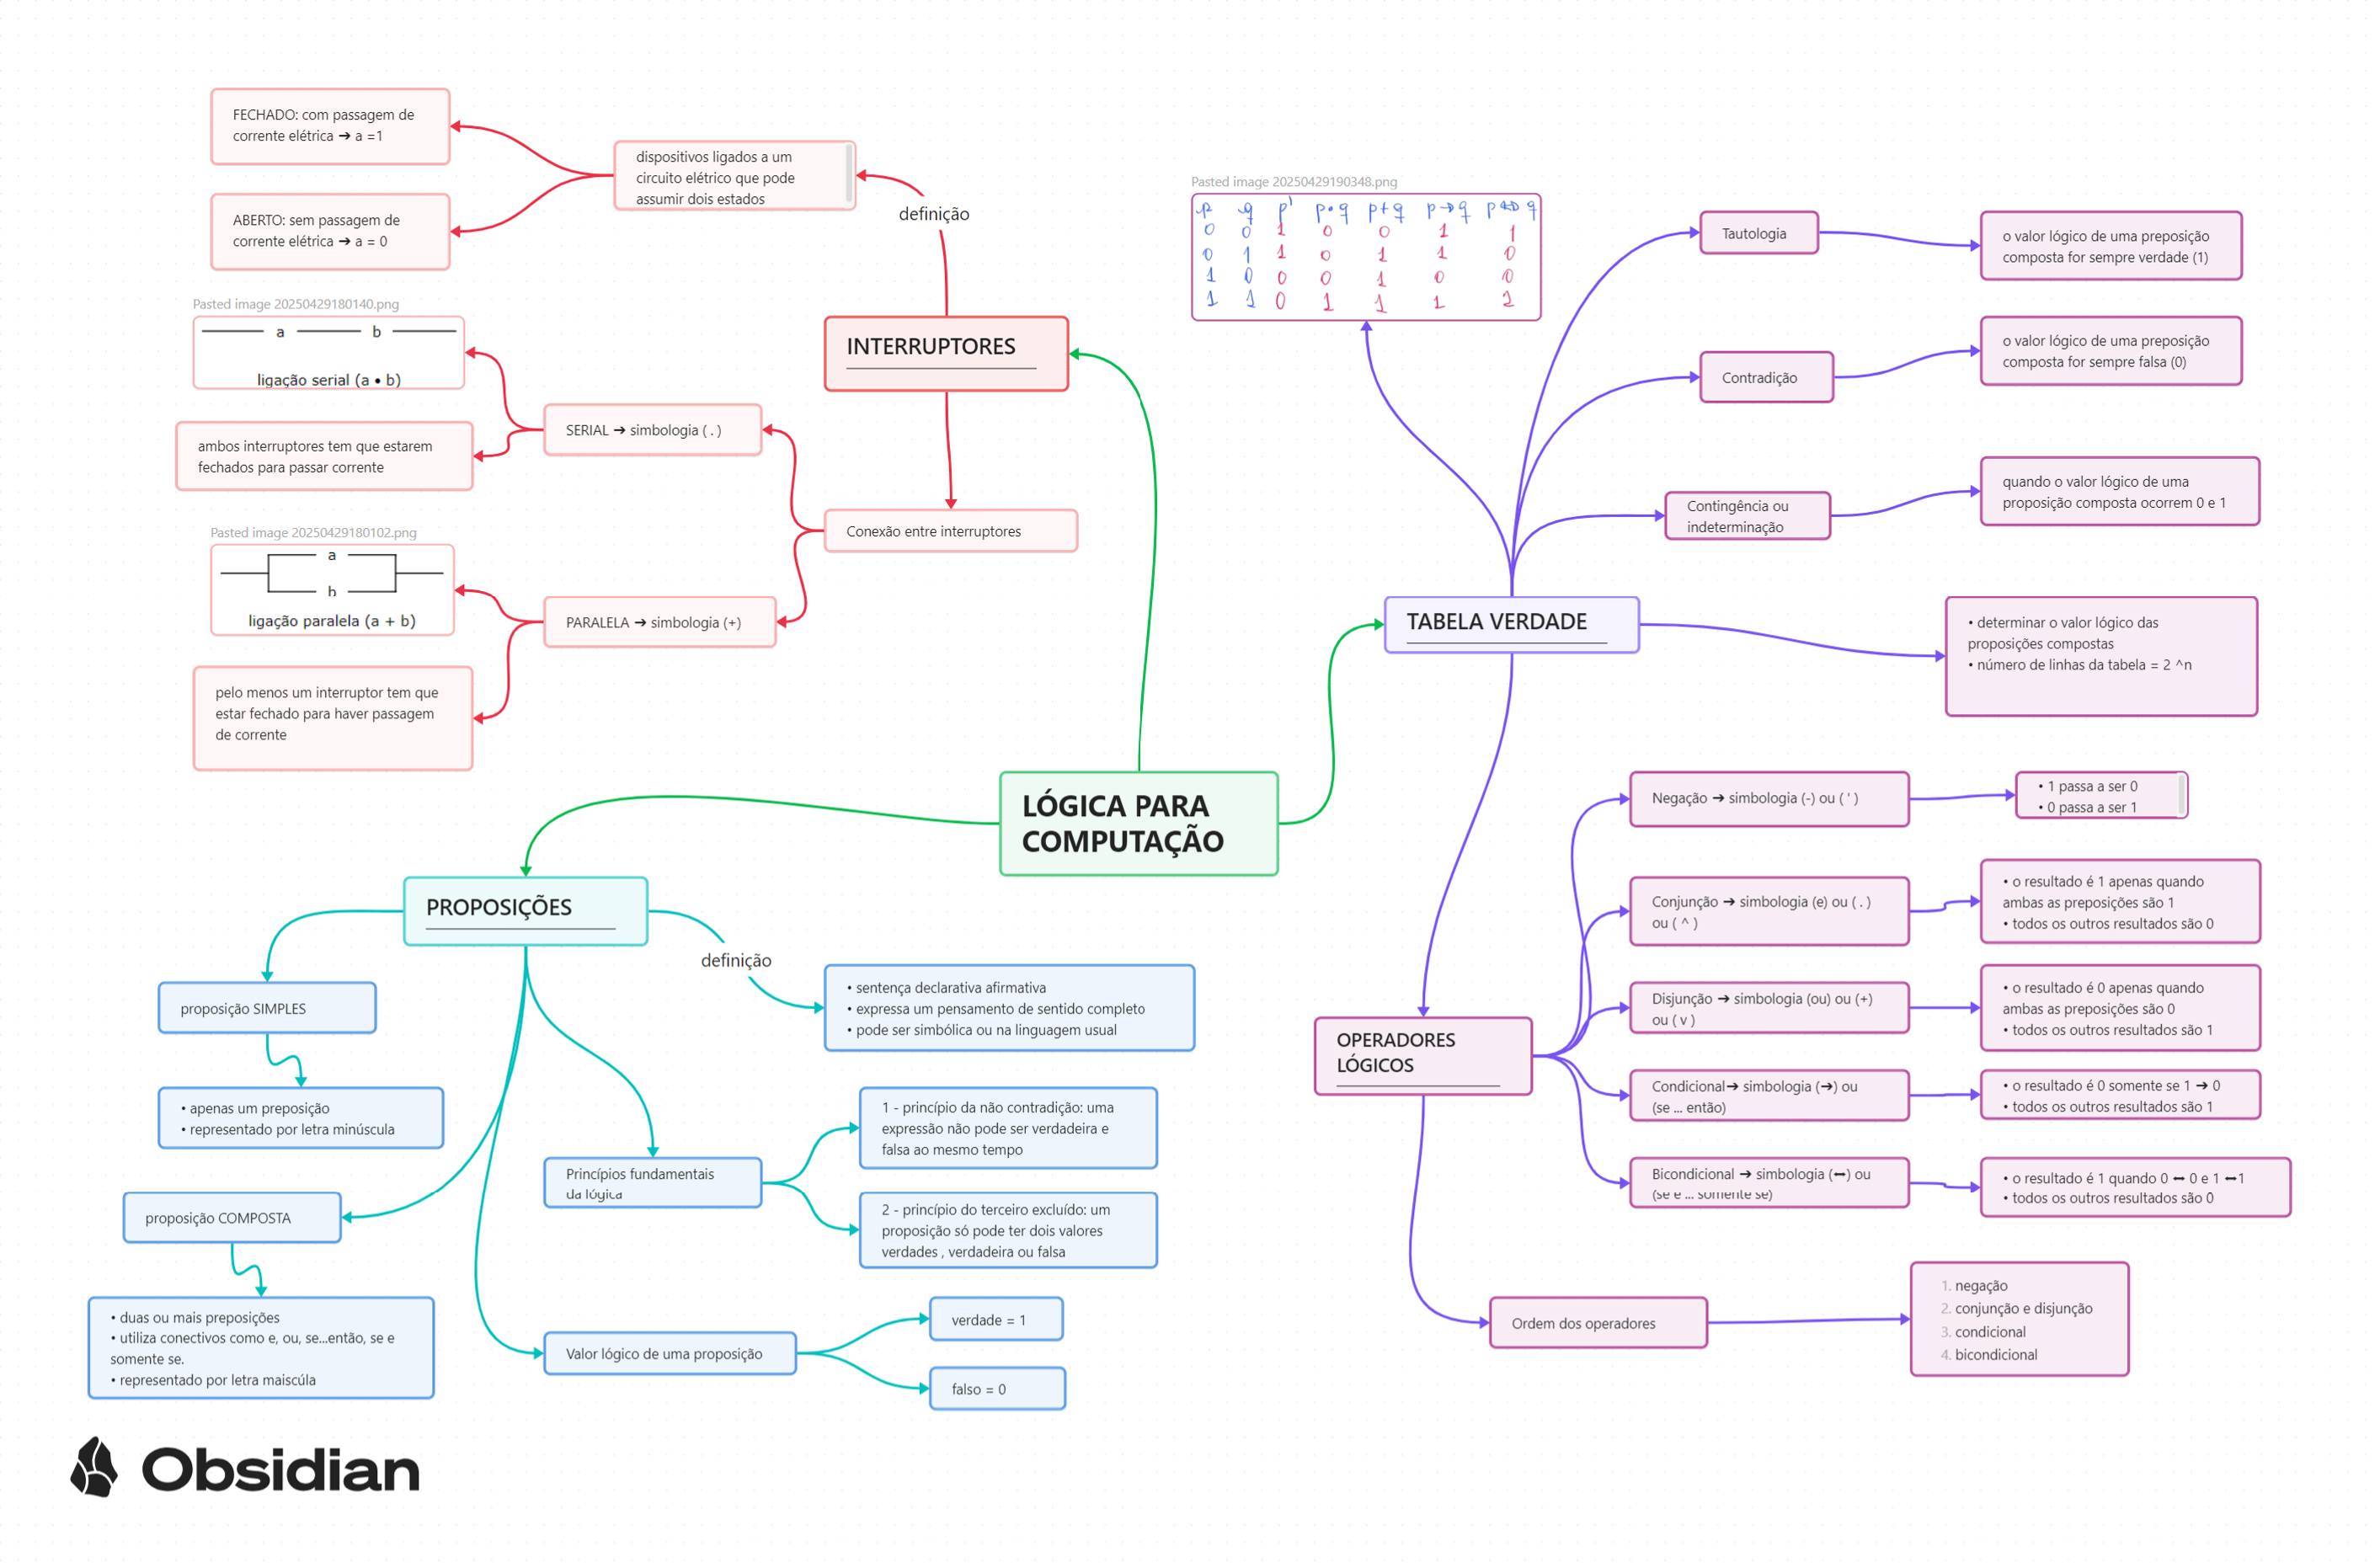 FECHADO: com passagem de
corrente elétrica ➔ a =1
ABERTO: sem passagem de
corrente elétrica ➔ a = 0
dispositivos ligados a um
circuito elétrico que pode
assumir dois estados
definição
INTERRUPTORES
Pasted image 20250429180140.png
a b
ligação serial (a • b)
ambos interruptores tem que estarem
fechados para passar corrente
SERIAL ➔ simbologia ( . )
Conexão entre interruptores
Pasted image 20250429180102.png
a
b
ligação paralela (a + b)
PARALELA ➔ simbologia (+)
pelo menos um interruptor tem que
estar fechado para haver passagem
de corrente
Pasted image 20250429190348.png
p q p' p•q p+q p→q p↔q
0 0 1 0 0 1 1
0 1 1 0 1 1 0
1 0 0 0 1 0 0
1 1 0 1 1 1 2
Tautologia
o valor lógico de uma preposição
composta for sempre verdade (1)
Contradição
o valor lógico de uma preposição
composta for sempre falsa (0)
Contingência ou
indeterminação
quando o valor lógico de uma
proposição composta ocorrem 0 e 1
TABELA VERDADE
• determinar o valor lógico das
proposições compostas
• número de linhas da tabela = 2 ^n
LÓGICA PARA
COMPUTAÇÃO
PROPOSIÇÕES
definição
• sentença declarativa afirmativa
• expressa um pensamento de sentido completo
• pode ser simbólica ou na linguagem usual
proposição SIMPLES
• apenas um preposição
• representado por letra minúscula
proposição COMPOSTA
• duas ou mais preposições
• utiliza conectivos como e, ou, se...então, se e
somente se.
• representado por letra maiscúla
Princípios fundamentais
da lógica
1 - princípio da não contradição: uma
expressão não pode ser verdadeira e
falsa ao mesmo tempo
2 - princípio do terceiro excluído: um
proposição só pode ter dois valores
verdades , verdadeira ou falsa
Valor lógico de uma proposição
verdade = 1
falso = 0
OPERADORES
LÓGICOS
Negação ➔ simbologia (-) ou ( ' )
• 1 passa a ser 0
• 0 passa a ser 1
Conjunção ➔ simbologia (e) ou ( . )
ou ( ^ )
• o resultado é 1 apenas quando
ambas as preposições são 1
• todos os outros resultados são 0
Disjunção ➔ simbologia (ou) ou (+)
ou ( v )
• o resultado é 0 apenas quando
ambas as preposições são 0
• todos os outros resultados são 1
Condicional➔ simbologia (➔) ou
(se ... então)
• o resultado é 0 somente se 1 ➔ 0
• todos os outros resultados são 1
Bicondicional ➔ simbologia (⬌) ou
(se e ... somente se)
• o resultado é 1 quando 0 ⬌ 0 e 1 ⬌1
• todos os outros resultados são 0
Ordem dos operadores
1. negação
2. conjunção e disjunção
3. condicional
4. bicondicional
Obsidian